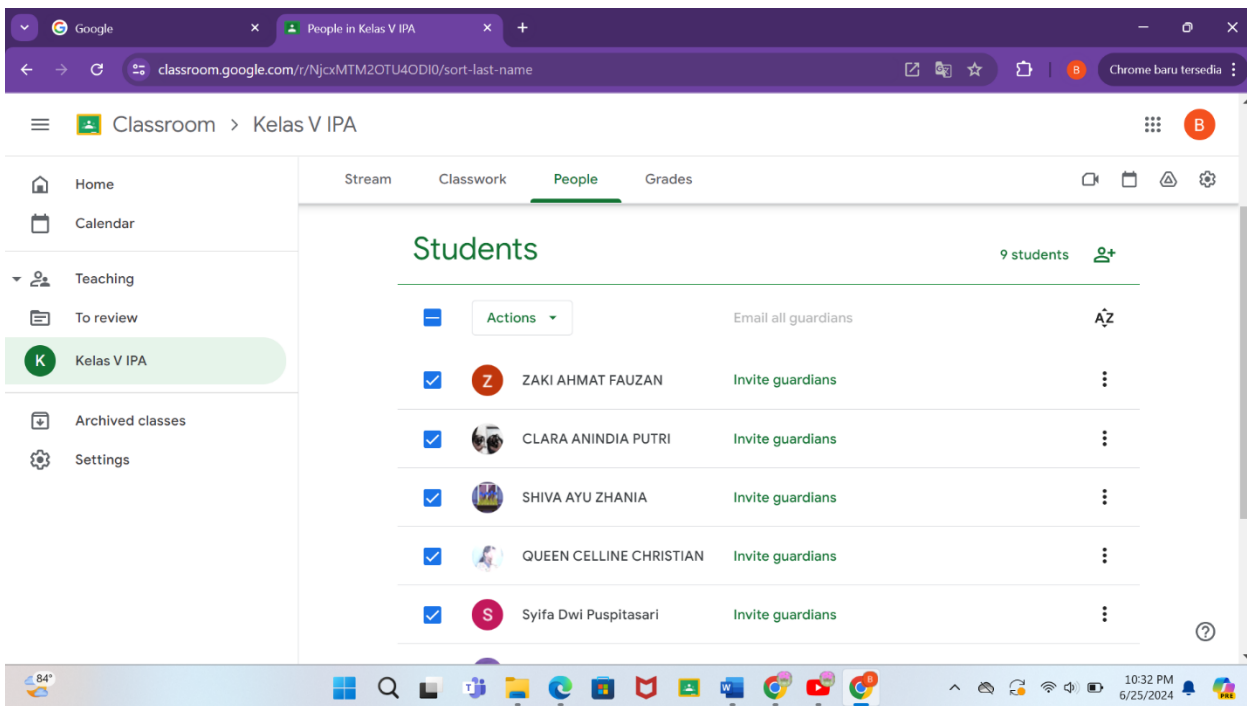 Google
People in Kelas V IPA
classroom.google.com/r/NjcxMTM2OTU4ODI0/sort-last-name
B
Chrome baru tersedia
Classroom > Kelas V IPA
B
Home
Calendar
Teaching
To review
K Kelas V IPA
Archived classes
Settings
Stream Classwork People Grades
Students
9 students
Actions Email all guardians AZ
Z ZAKI AHMAT FAUZAN Invite guardians
CLARA ANINDIA PUTRI Invite guardians
SHIVA AYU ZHANIA Invite guardians
QUEEN CELLINE CHRISTIAN Invite guardians
S Syifa Dwi Puspitasari Invite guardians
84°
10:32 PM
6/25/2024
PRE